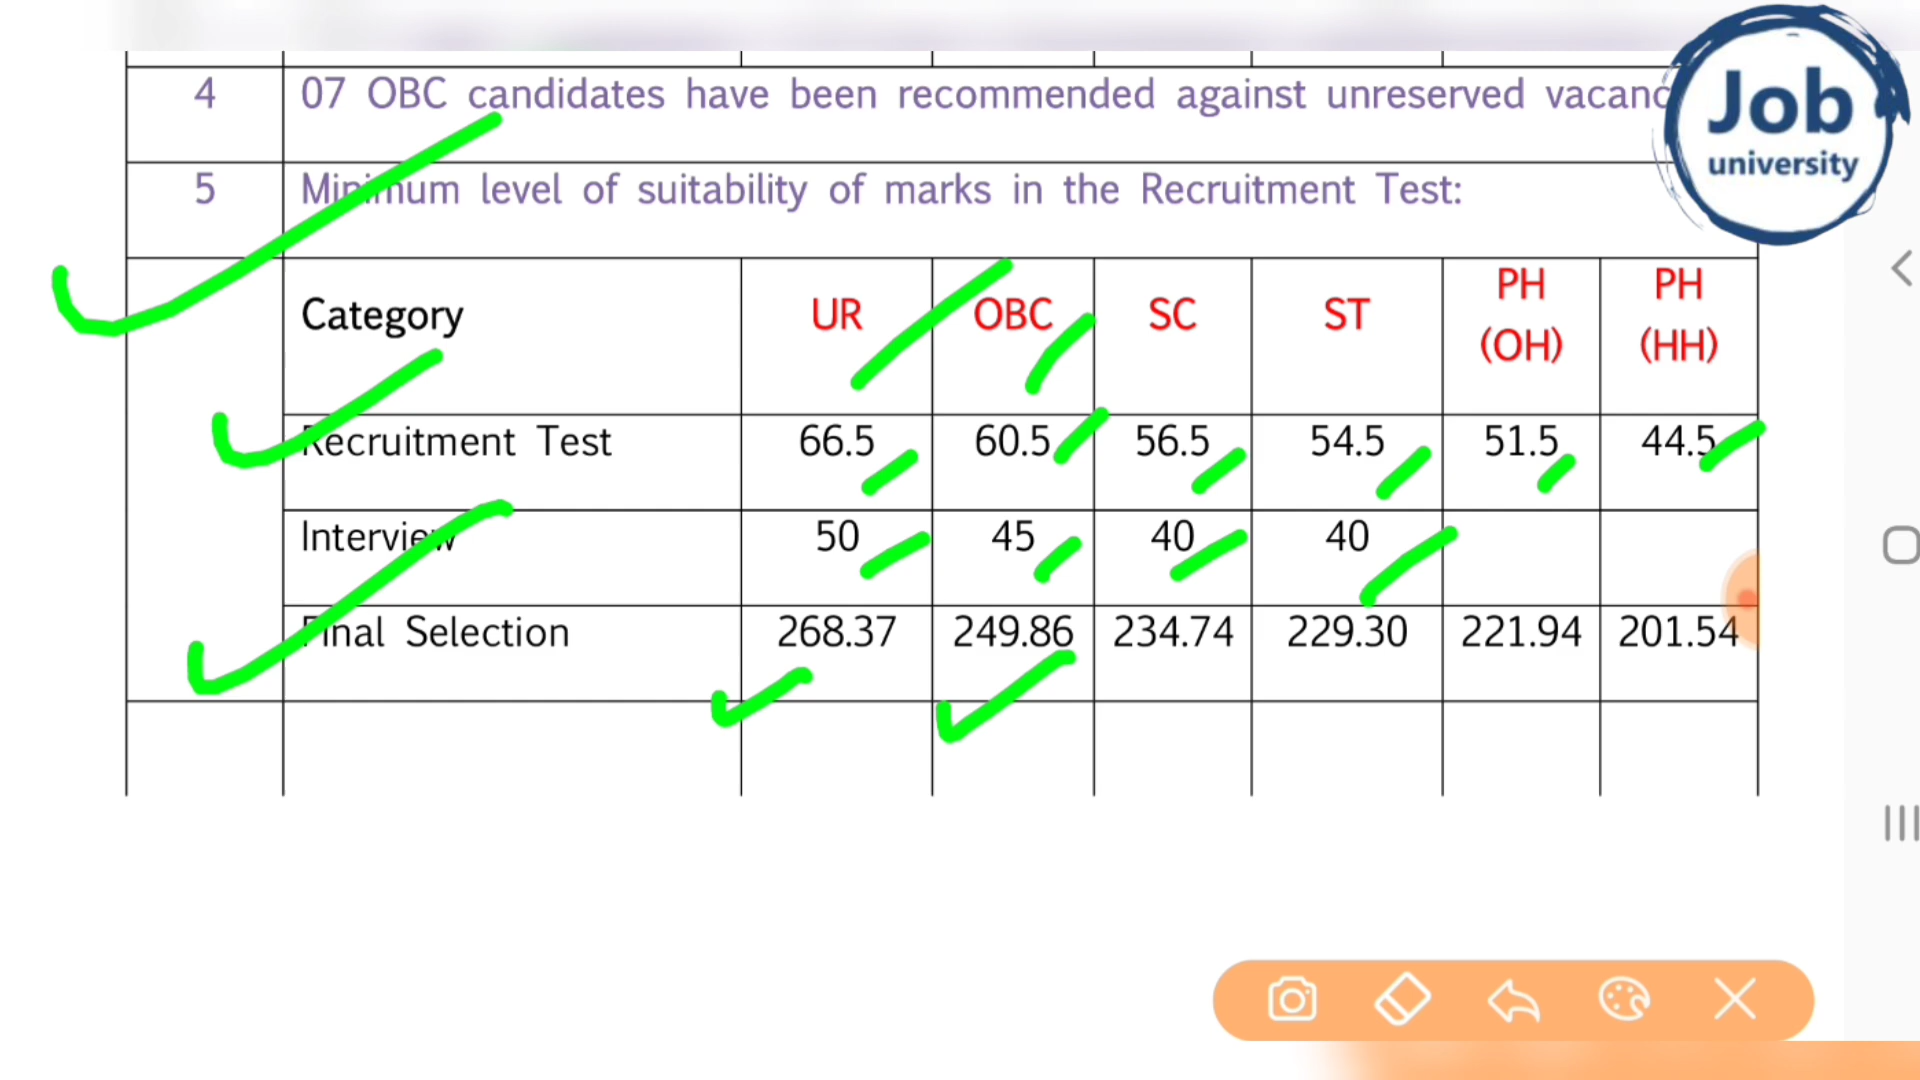 4 07 OBC candidates have been recommended against unreserved
Job
university
5 Minimum level of suitability of marks in the Recruitment Test:
Category UR OBC SC ST PH (OH) PH (HH)
Recruitment Test 66.5 60.5 56.5 54.5 51.5 44.5
Interview 50 45 40 40
Final Selection 268.37 249.86 234.74 229.30 221.94 201.54